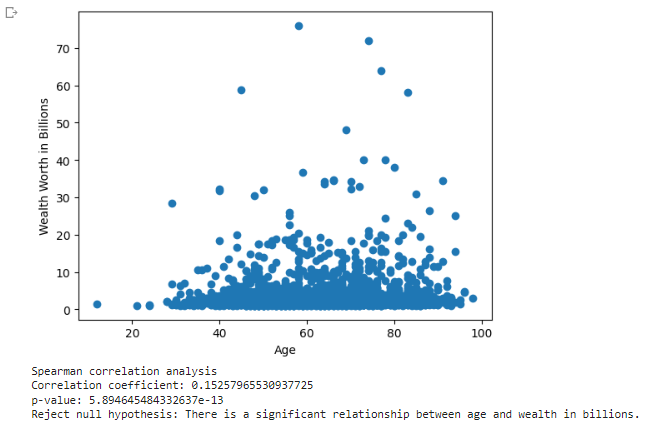 70
60
50
40
30
20
10
0
Wealth Worth in Billions
20 40 60 80 100
Age
Spearman correlation analysis
Correlation coefficient: 0.15257965530937725
p-value: 5.894645484332637e-13
Reject null hypothesis: There is a significant relationship between age and wealth in billions.